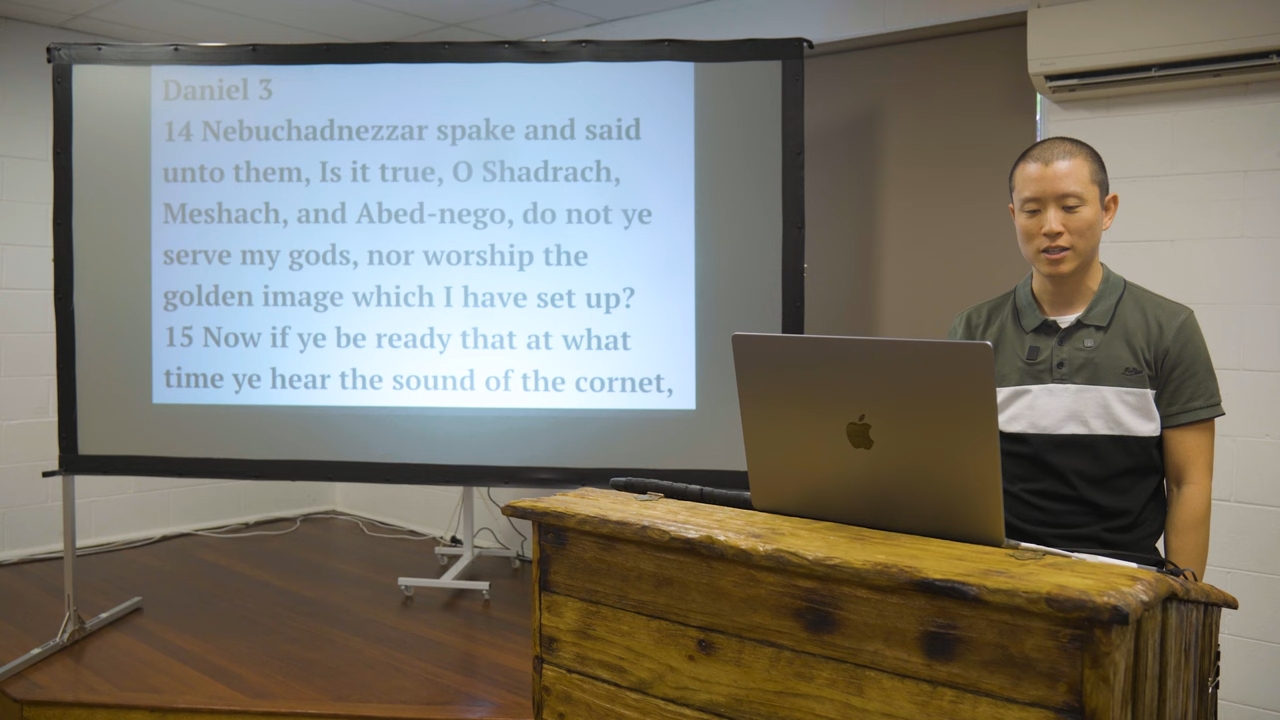 Daniel 3
14 Nebuchadnezzar spake and said
unto them, Is it true, O Shadrach,
Meshach, and Abed-nego, do not ye
serve my gods, nor worship the
golden image which I have set up?
15 Now if ye be ready that at what
time ye hear the sound of the cornet,